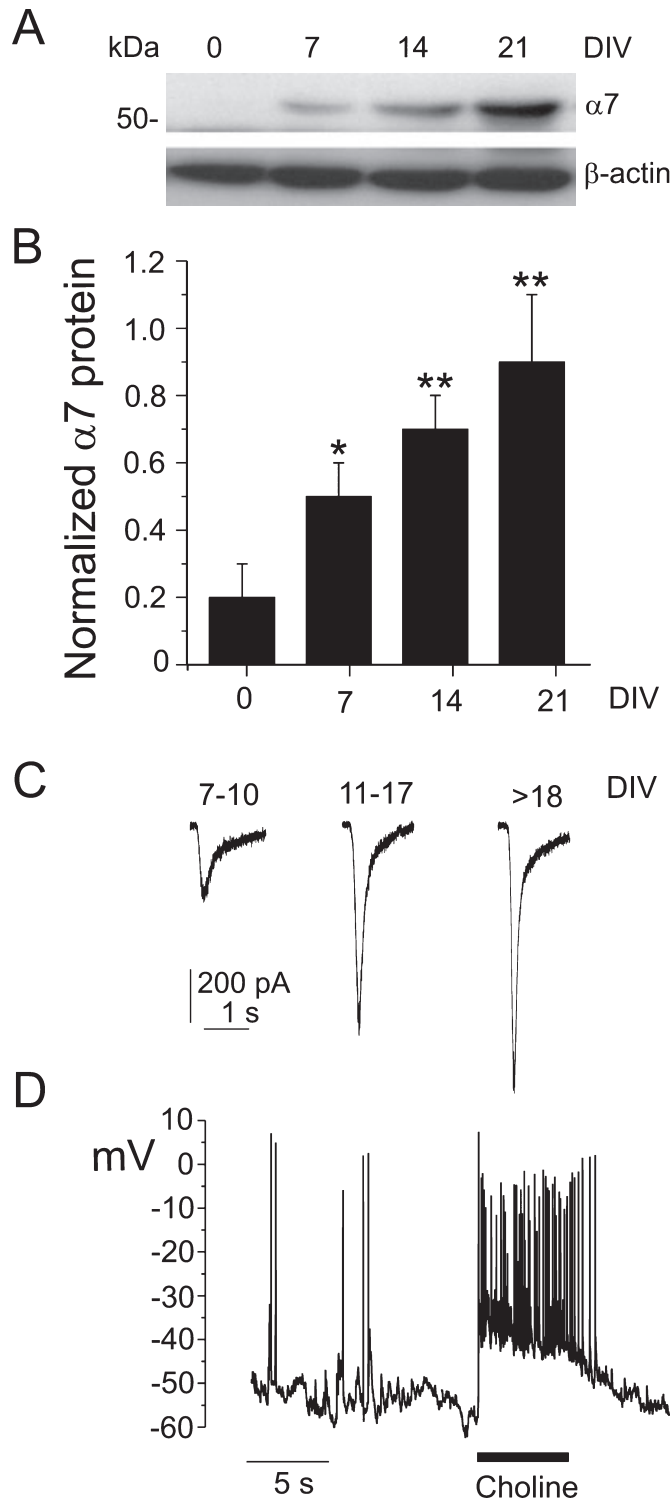 A
kDa 0 7 14 21 DIV
50- α7
β-actin
B
Normalized α7 protein
1.2
1.0
0.8
0.6
0.4
0.2
0
* ** **
0 7 14 21 DIV
C
7-10 11-17 >18 DIV
200 pA
1 s
D
mV
10
0
-10
-20
-30
-40
-50
-60
5 s
Choline